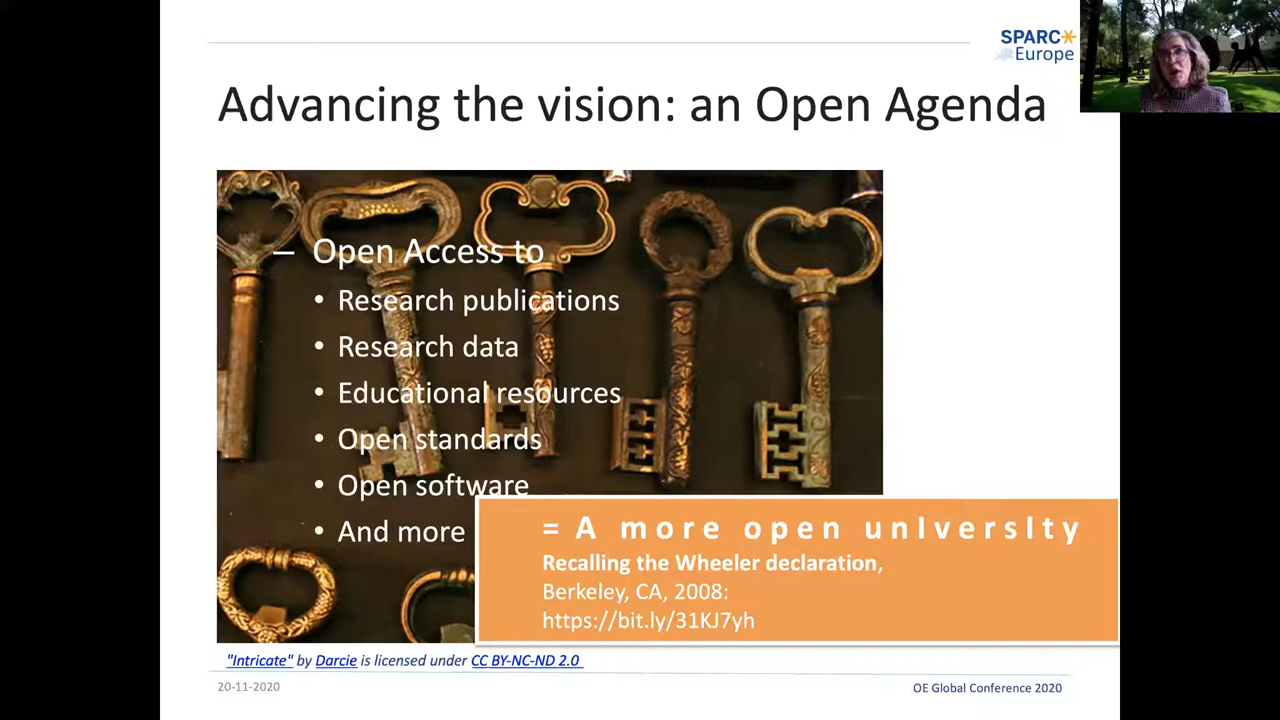 SPARC
Europe
Advancing the vision: an Open Agenda
– Open Access to
• Research publications
• Research data
• Educational resources
• Open standards
• Open software
• And more
= A more open unIversIty
Recalling the Wheeler declaration,
Berkeley, CA, 2008:
https://bit.ly/31KJ7yh
"Intricate" by Darcie is licensed under CC BY-NC-ND 2.0
20-11-2020
OE Global Conference 2020